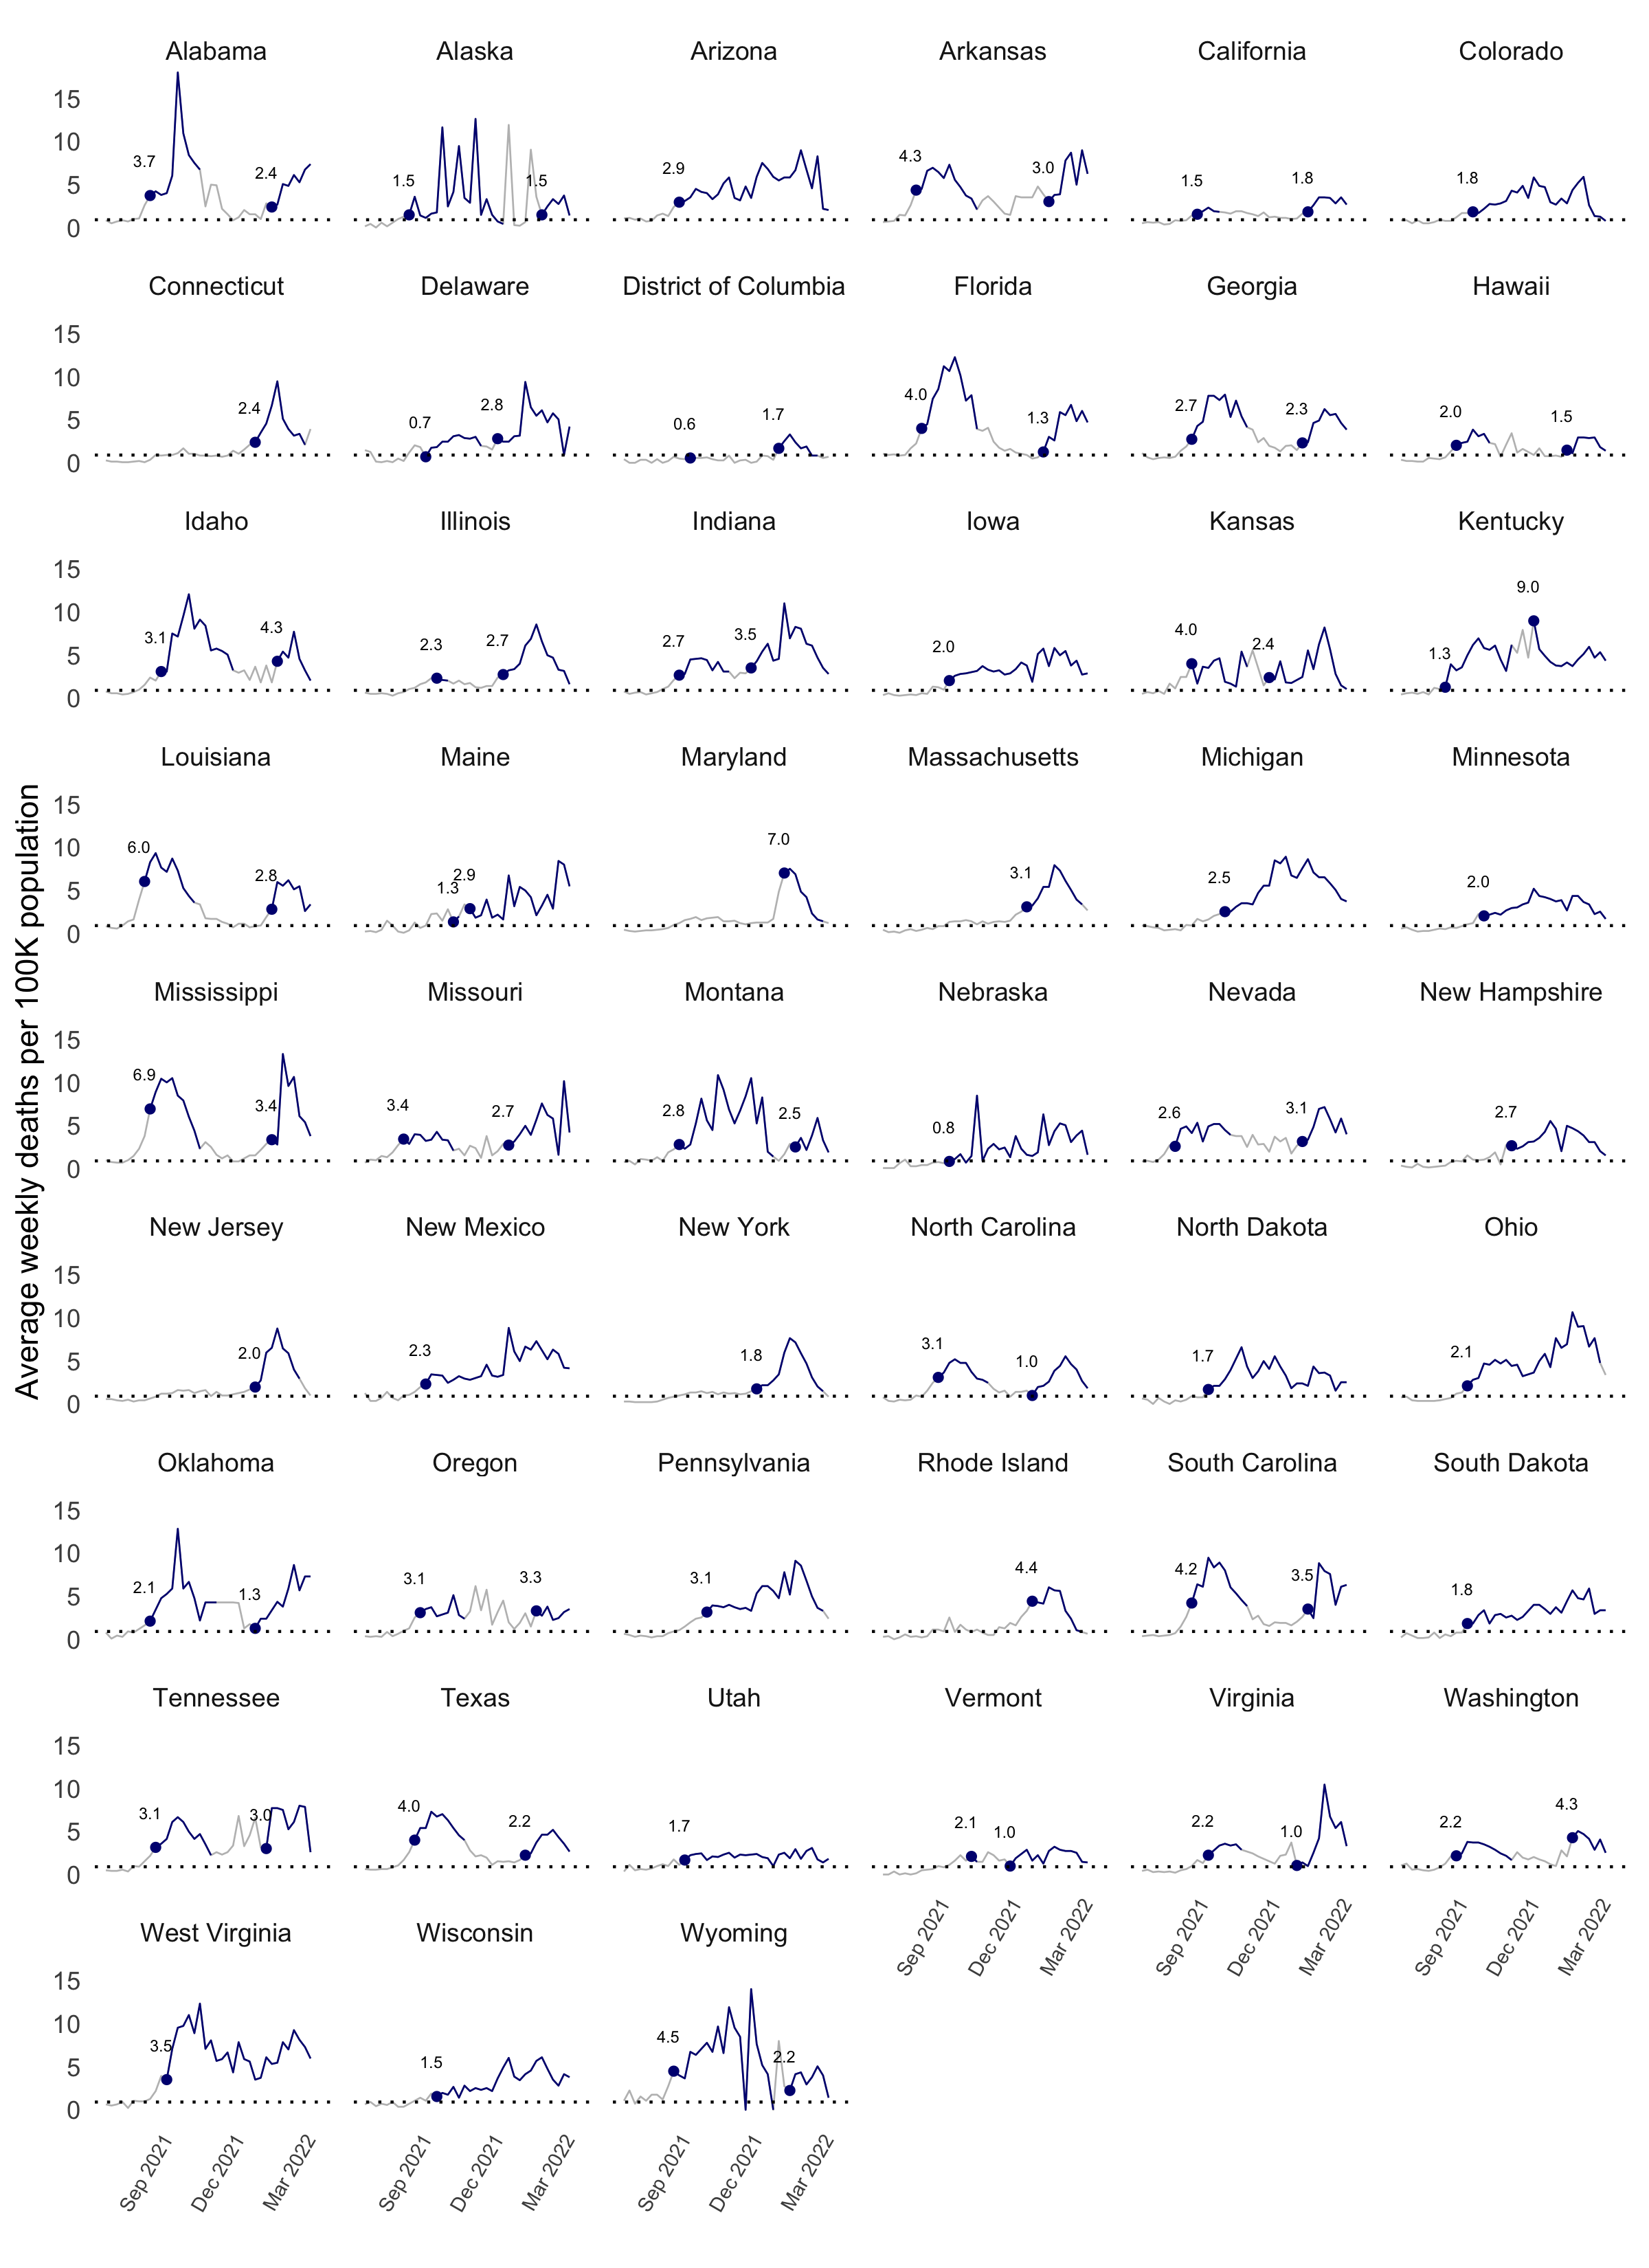 Average weekly deaths per 100K population
Alabama Alaska Arizona Arkansas California Colorado
15
10
5
0
3.7 2.4 1.5 1.5 2.9 4.3 3.0 1.5 1.8 1.8
Connecticut Delaware District of Columbia Florida Georgia Hawaii
15
10
5
0
2.4 0.7 2.8 0.6 1.7 4.0 1.3 2.7 2.3 2.0 1.5
Idaho Illinois Indiana Iowa Kansas Kentucky
15
10
5
0
3.1 4.3 2.3 2.7 2.7 3.5 2.0 4.0 2.4 1.3 9.0
Louisiana Maine Maryland Massachusetts Michigan Minnesota
15
10
5
0
6.0 2.8 1.3 2.9 7.0 3.1 2.5 2.0
Mississippi Missouri Montana Nebraska Nevada New Hampshire
15
10
5
0
6.9 3.4 3.4 2.7 2.8 2.5 0.8 2.6 3.1 2.7
New Jersey New Mexico New York North Carolina North Dakota Ohio
15
10
5
0
2.0 2.3 1.8 3.1 1.0 1.7 2.1
Oklahoma Oregon Pennsylvania Rhode Island South Carolina South Dakota
15
10
5
0
2.1 1.3 3.1 3.3 3.1 4.4 4.2 3.5 1.8
Tennessee Texas Utah Vermont Virginia Washington
15
10
5
0
3.1 3.0 4.0 2.2 1.7 2.1 1.0 2.2 1.0 2.2 4.3
Sep 2021 Dec 2021 Mar 2022 Sep 2021 Dec 2021 Mar 2022 Sep 2021 Dec 2021 Mar 2022
West Virginia Wisconsin Wyoming
15
10
5
0
3.5 1.5 4.5 2.2
Sep 2021 Dec 2021 Mar 2022 Sep 2021 Dec 2021 Mar 2022 Sep 2021 Dec 2021 Mar 2022